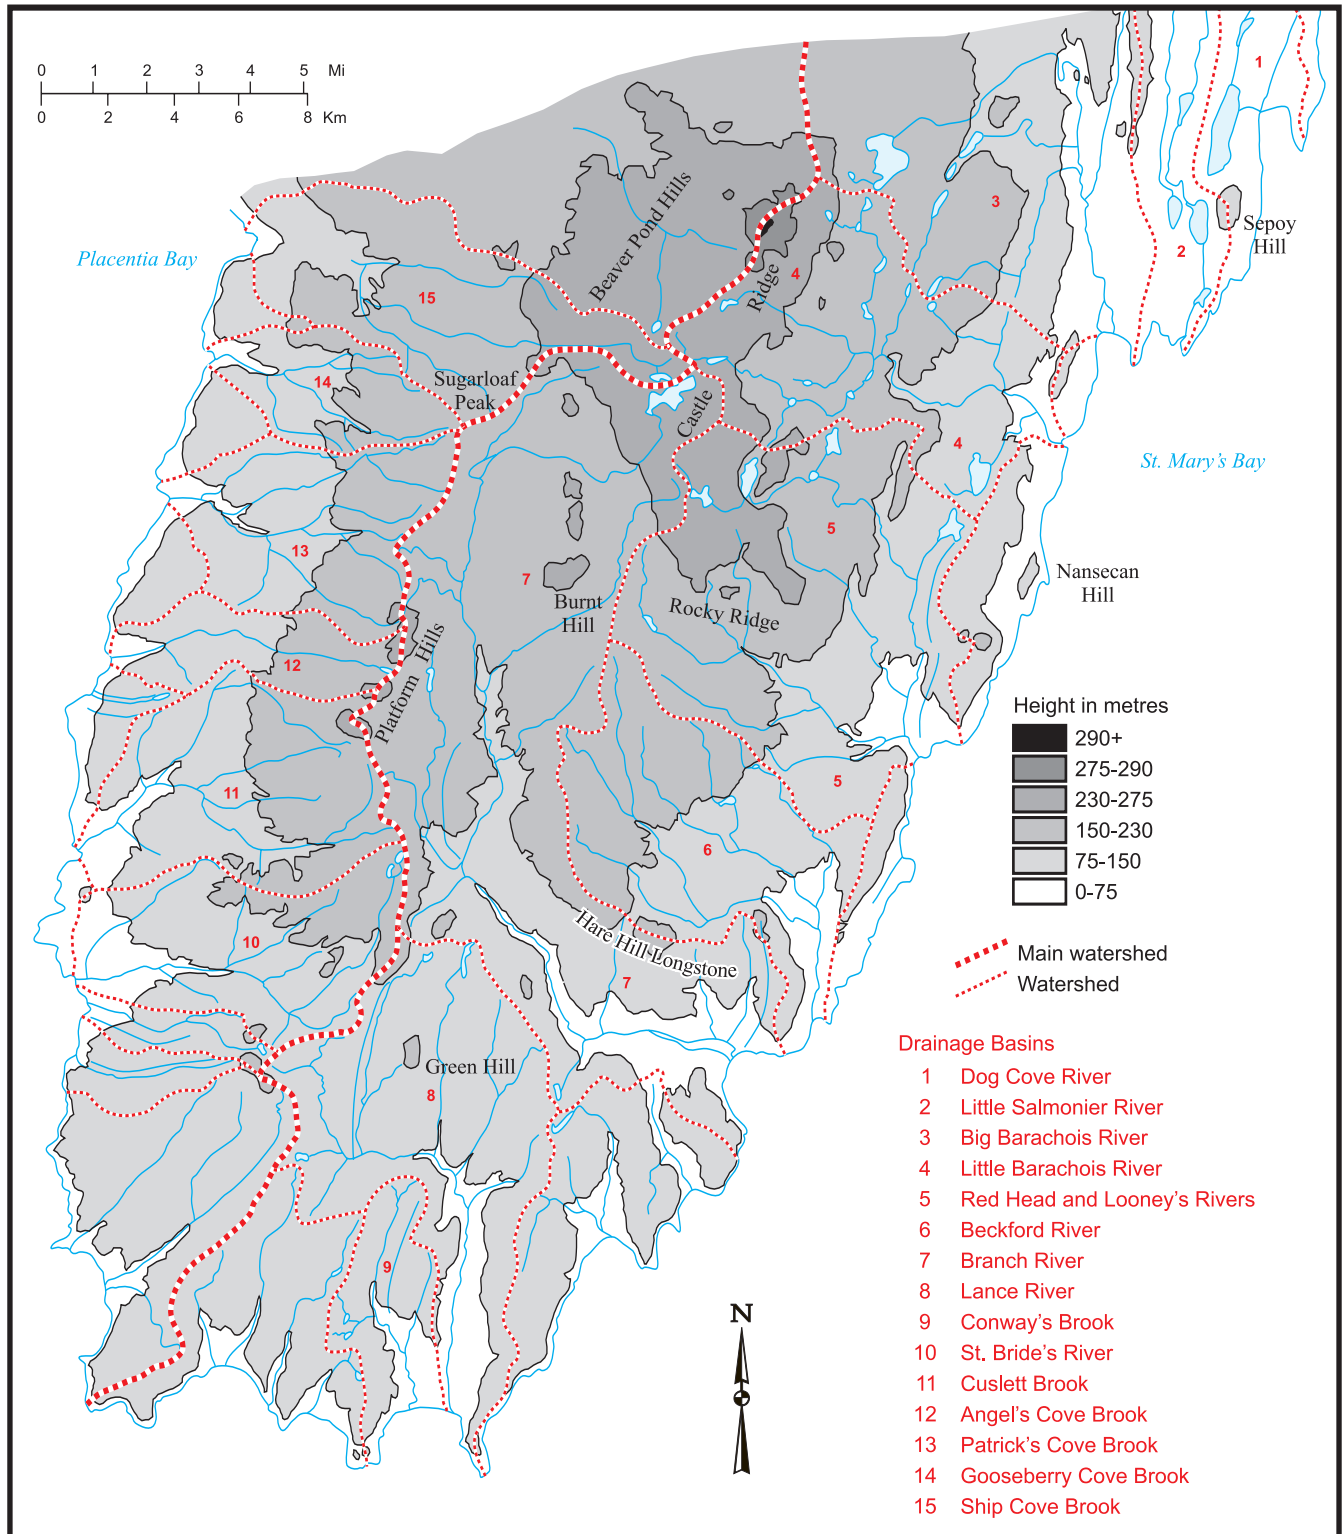 0 1 2 3 4 5 Mi
0 2 4 6 8 Km
1
3
Sepoy
Hill
2
Placentia Bay
Beaver Pond Hills
Ridge
4
15
14
Sugarloaf
Peak
Castle
4
St. Mary's Bay
5
13
7
Burnt
Hill
Rocky Ridge
Nansecan
Hill
12
Platform Hills
11
5
6
10
Hare Hill-Longstone
7
Green Hill
8
9
Height in metres
290+
275-290
230-275
150-230
75-150
0-75
Main watershed
Watershed
Drainage Basins
1 Dog Cove River
2 Little Salmonier River
3 Big Barachois River
4 Little Barachois River
5 Red Head and Looney's Rivers
6 Beckford River
7 Branch River
8 Lance River
9 Conway's Brook
10 St. Bride's River
11 Cuslett Brook
12 Angel's Cove Brook
13 Patrick's Cove Brook
14 Gooseberry Cove Brook
15 Ship Cove Brook
N